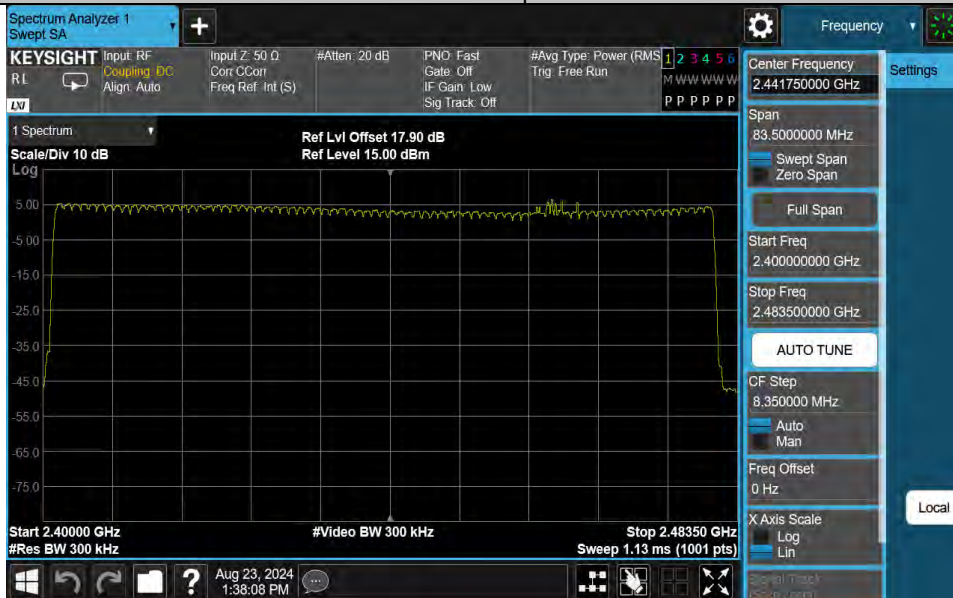 Spectrum Analyzer 1
Swept SA
+
Frequency
KEYSIGHT
RL
LXI
Input: RF
Coupling: DC
Align: Auto
Input Z: 50 Ω
Corr CCorr
Freq Ref: Int (S)
#Atten: 20 dB
PNO: Fast
Gate: Off
IF Gain: Low
Sig Track: Off
#Avg Type: Power (RMS
Trig: Free Run
1 2 3 4 5 6
M W W W W W
P P P P P P
Center Frequency
2.441750000 GHz
Settings
1 Spectrum
Scale/Div 10 dB
Ref Lvl Offset 17.90 dB
Ref Level 15.00 dBm
Span
83.5000000 MHz
Swept Span
Zero Span
Full Span
Start Freq
2.400000000 GHz
Stop Freq
2.483500000 GHz
AUTO TUNE
CF Step
8.350000 MHz
Auto
Man
Freq Offset
0 Hz
X Axis Scale
Log
Lin
Local
Log
5.00
-5.00
-15.0
-25.0
-35.0
-45.0
-55.0
-65.0
-75.0
Start 2.40000 GHz
#Video BW 300 kHz
Stop 2.48350 GHz
#Res BW 300 kHz
Sweep 1.13 ms (1001 pts)
?
Aug 23, 2024
1:38:08 PM
Signal Track